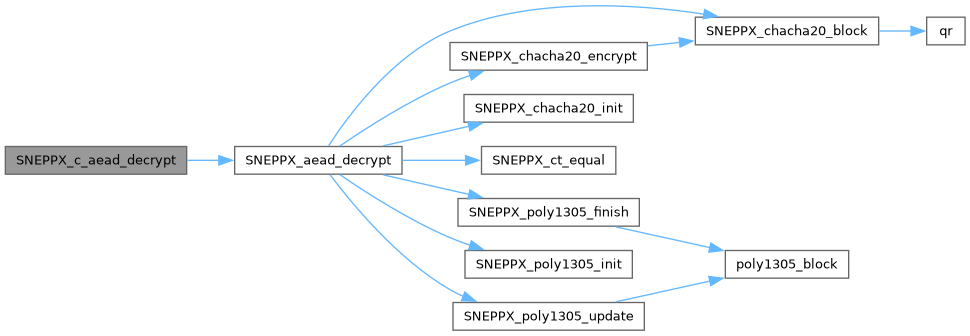 SNEPPX_chacha20_block
qr
SNEPPX_chacha20_encrypt
SNEPPX_chacha20_init
SNEPPX_c_aead_decrypt
SNEPPX_aead_decrypt
SNEPPX_ct_equal
SNEPPX_poly1305_finish
SNEPPX_poly1305_init
poly1305_block
SNEPPX_poly1305_update